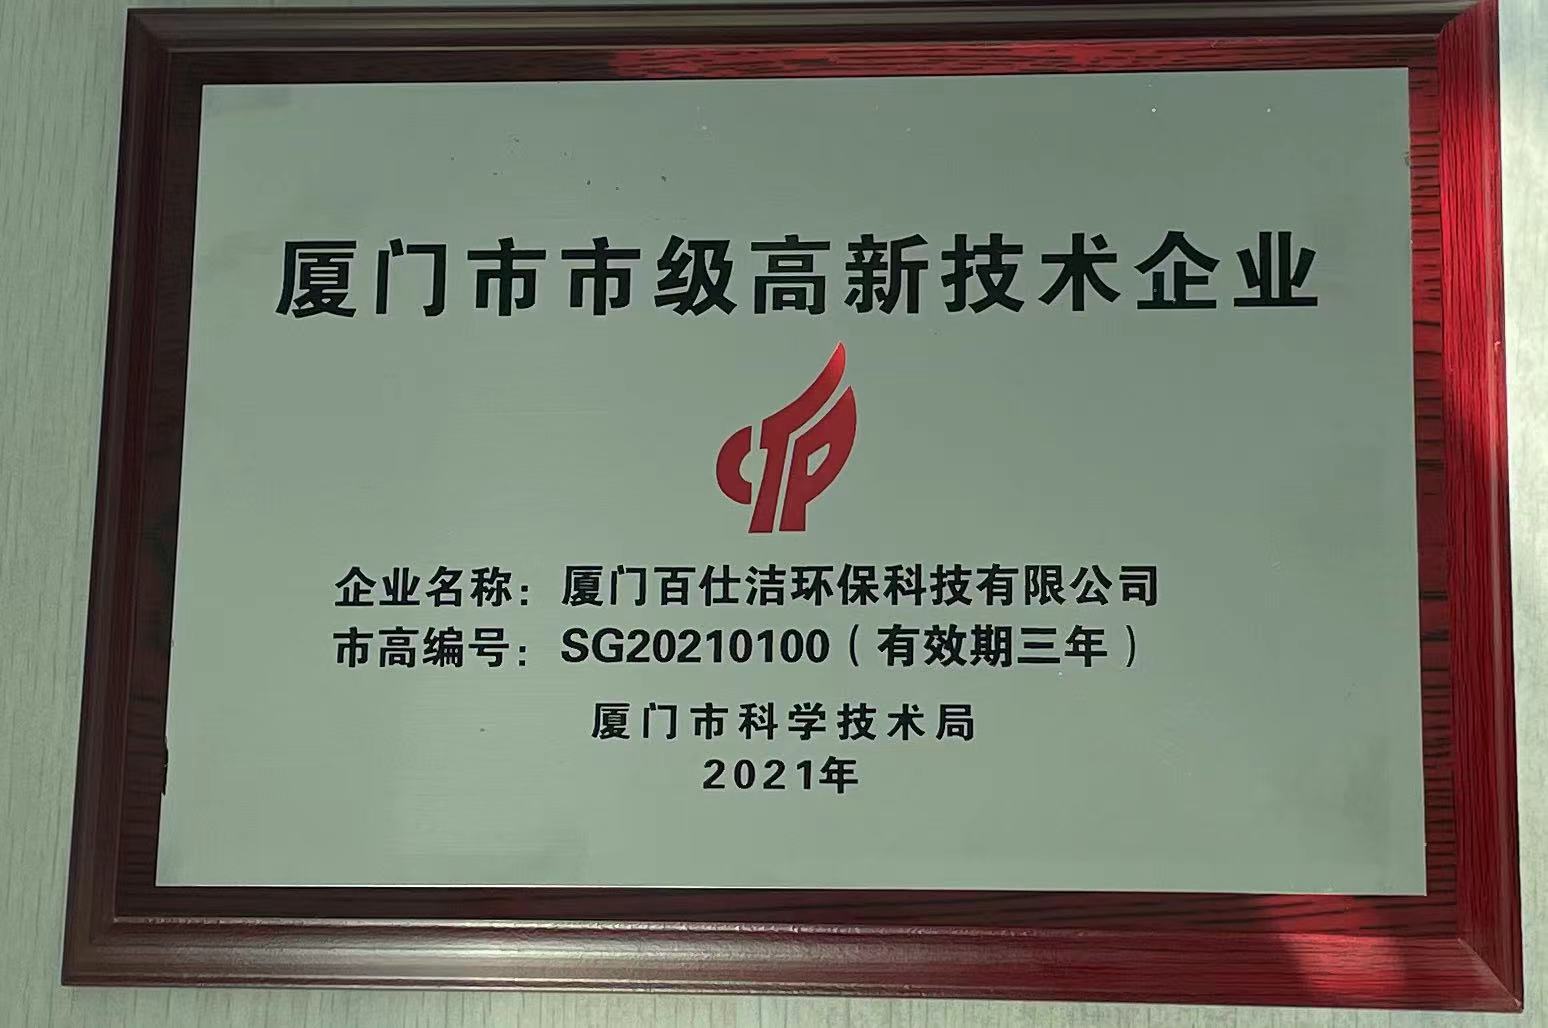 厦门市市级高新技术企业
CTP
企业名称：厦门百仕洁环保科技有限公司
市高编号：SG20210100（有效期三年）
厦门市科学技术局
2021年